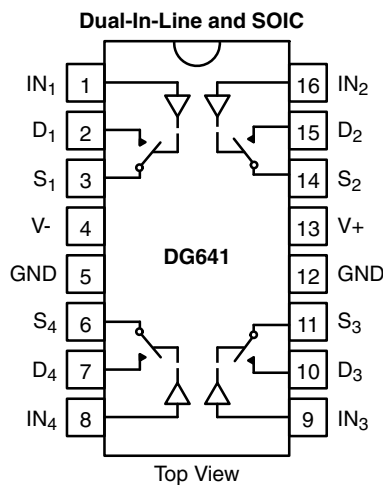 Dual-In-Line and SOIC
IN1 1 16 IN2
D1 2 15 D2
S1 3 14 S2
V- 4 13 V+
DG641
GND 5 12 GND
S4 6 11 S3
D4 7 10 D3
IN4 8 9 IN3
Top View